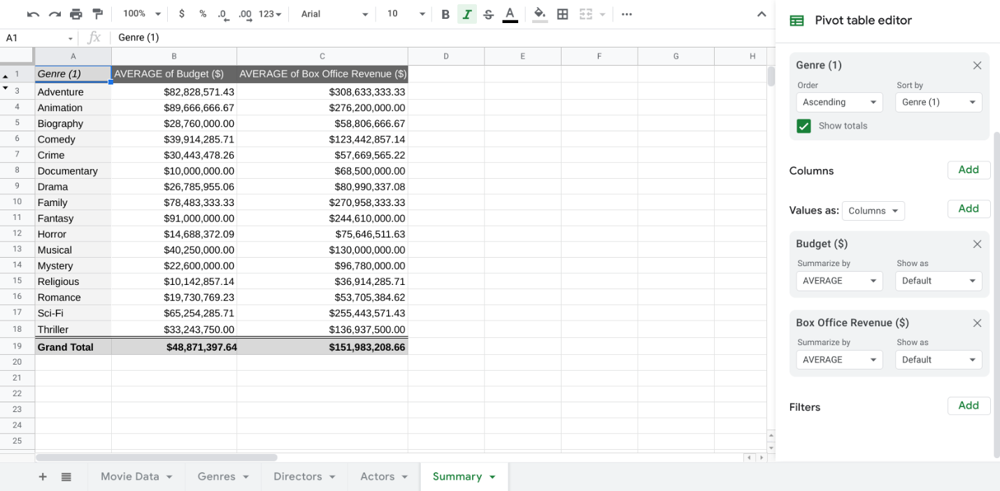 100% $ % .0 .00 123 Arial 10 B I S A
Pivot table editor
A1 fx Genre (1)
A B C D E F G H
1 Genre (1) AVERAGE of Budget ($) AVERAGE of Box Office Revenue ($)
3 Adventure $82,828,571.43 $308,633,333.33
4 Animation $89,666,666.67 $276,200,000.00
5 Biography $28,760,000.00 $58,806,666.67
6 Comedy $39,914,285.71 $123,442,857.14
7 Crime $30,443,478.26 $57,669,565.22
8 Documentary $10,000,000.00 $68,500,000.00
9 Drama $26,785,955.06 $80,990,337.08
10 Family $78,483,333.33 $270,958,333.33
11 Fantasy $91,000,000.00 $244,610,000.00
12 Horror $14,688,372.09 $75,646,511.63
13 Musical $40,250,000.00 $130,000,000.00
14 Mystery $22,600,000.00 $96,780,000.00
15 Religious $10,142,857.14 $36,914,285.71
16 Romance $19,730,769.23 $53,705,384.62
17 Sci-Fi $65,254,285.71 $255,443,571.43
18 Thriller $33,243,750.00 $136,937,500.00
19 Grand Total $48,871,397.64 $151,983,208.66
20
21
22
23
24
25
Genre (1)
Order Sort by
Ascending Genre (1)
Show totals
Columns Add
Values as: Columns Add
Budget ($)
Summarize by Show as
AVERAGE Default
Box Office Revenue ($)
Summarize by Show as
AVERAGE Default
Filters Add
Movie Data Genres Directors Actors Summary